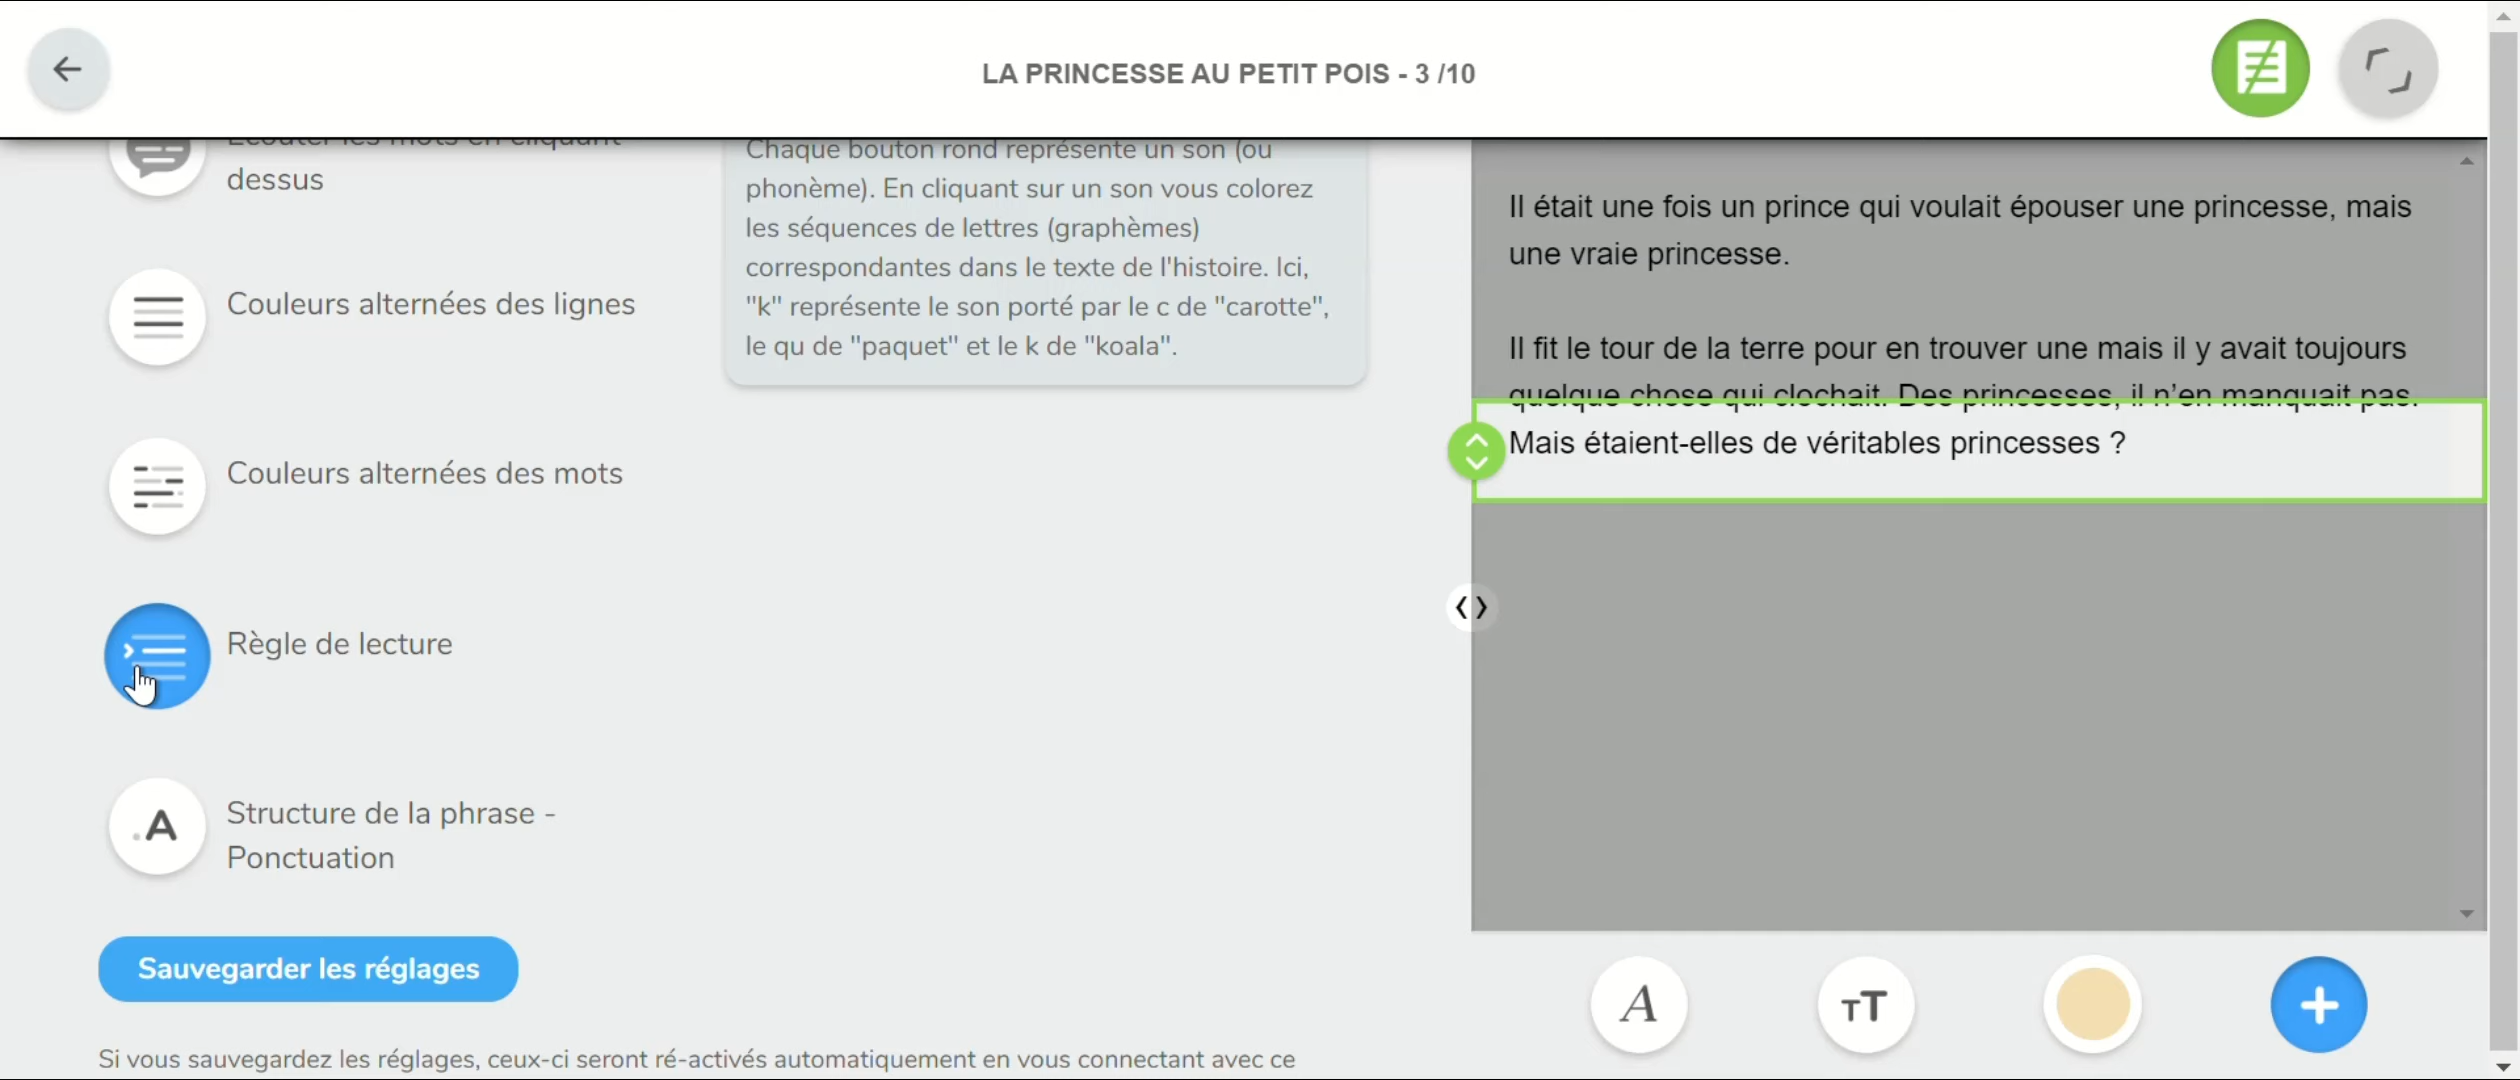 LA PRINCESSE AU PETIT POIS - 3 /10
Écouter les mots en cliquant
dessus
Couleurs alternées des lignes
Couleurs alternées des mots
Règle de lecture
.A
Structure de la phrase -
Ponctuation
Sauvegarder les réglages
Si vous sauvegardez les réglages, ceux-ci seront ré-activés automatiquement en vous connectant avec ce
Chaque bouton rond représente un son (ou
phonème). En cliquant sur un son vous colorez
les séquences de lettres (graphèmes)
correspondantes dans le texte de l'histoire. Ici,
"k" représente le son porté par le c de "carotte",
le qu de "paquet" et le k de "koala".
Il était une fois un prince qui voulait épouser une princesse, mais
une vraie princesse.
Il fit le tour de la terre pour en trouver une mais il y avait toujours
quelque chose qui clochait. Des princesses, il n’en manquait pas.
Mais étaient-elles de véritables princesses ?
A
TT